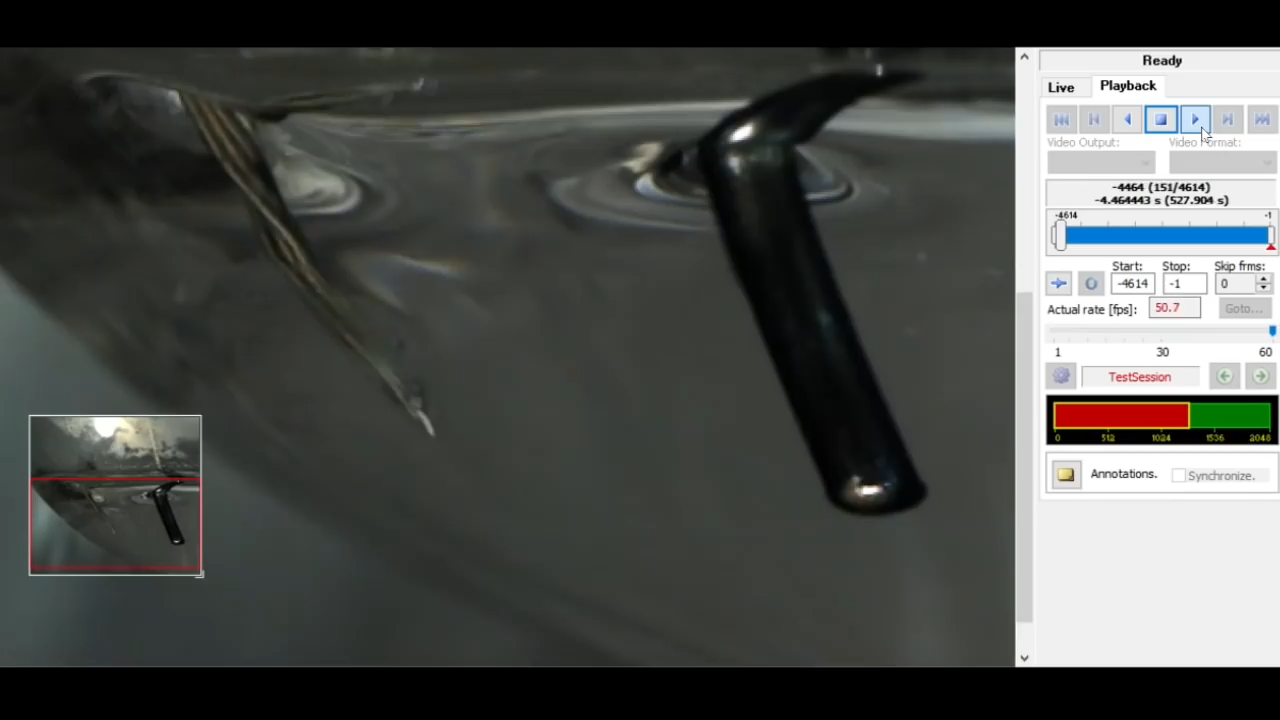 Ready
Live Playback
Video Output: Video Format:
-4464 (151/4614)
-4.464443 s (527.904 s)
-4614 -1
Start: Stop: Skip frms:
-4614 -1 0
Actual rate [fps]: 50.7 Goto...
1 30 60
TestSession
0 512 1024 1536 2048
Annotations. Synchronize.